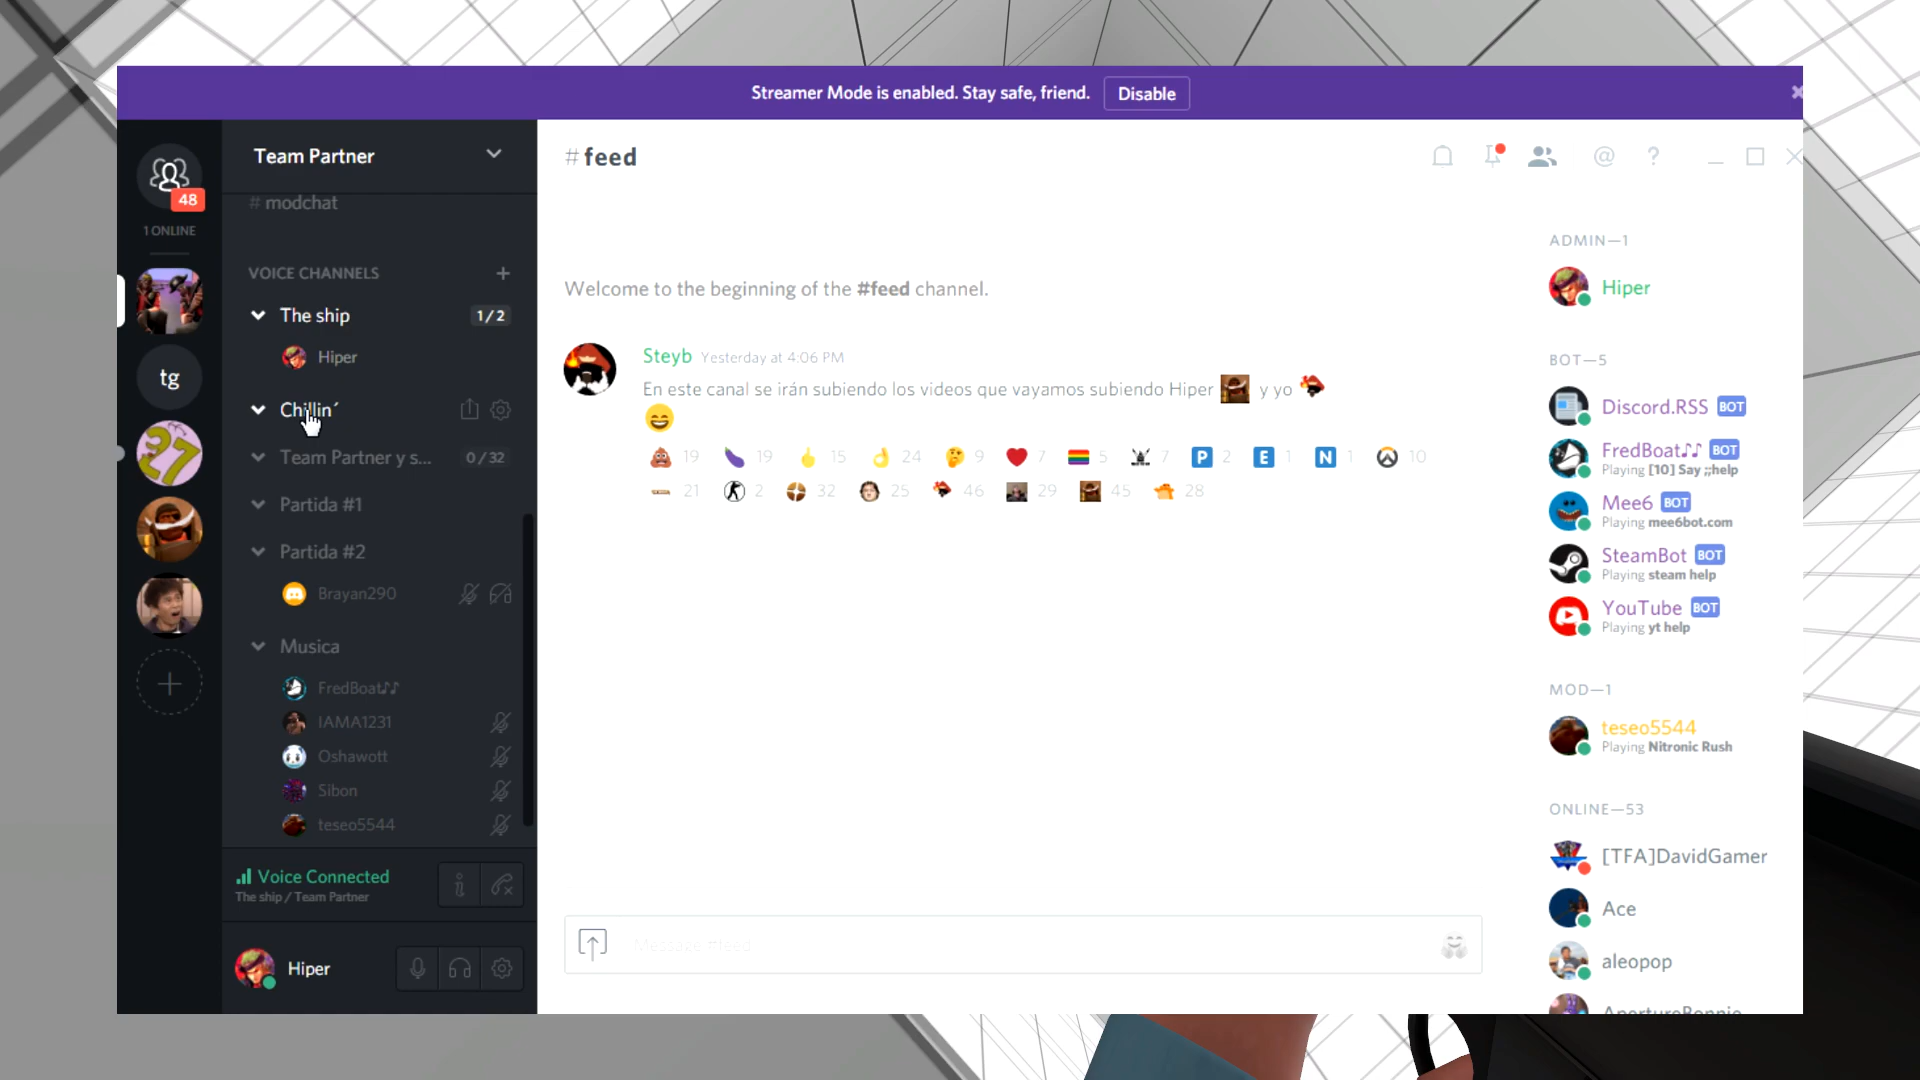 Streamer Mode is enabled. Stay safe, friend. Disable
48
1 ONLINE
tg
27
Team Partner
# modchat
VOICE CHANNELS
The ship 1/2
Hiper
Chillin´
Team Partner y s... 0/32
Partida #1
Partida #2
Brayan290
Musica
FredBoat♪♪
IAMA1231
Oshawott
Sibon
teseo5544
Voice Connected
The ship / Team Partner
Hiper
# feed
Welcome to the beginning of the #feed channel.
Steyb Yesterday at 4:06 PM
En este canal se irán subiendo los videos que vayamos subiendo Hiper y yo
19 19 15 24 9 7 5 7 P 2 E 1 N 1 10
21 2 32 25 46 29 45 28
Message #feed
@ ?
ADMIN—1
Hiper
BOT—5
Discord.RSS BOT
FredBoat♪♪ BOT
Playing [10] Say ;;help
Mee6 BOT
Playing mee6bot.com
SteamBot BOT
Playing steam help
YouTube BOT
Playing yt help
MOD—1
teseo5544
Playing Nitronic Rush
ONLINE—53
[TFA]DavidGamer
Ace
aleopop